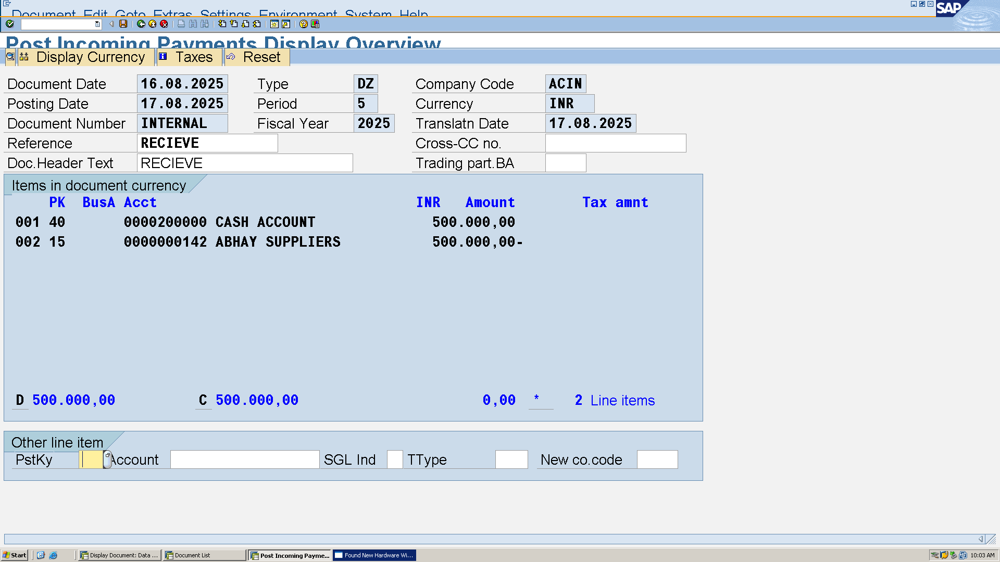 Document Edit Goto Extras Settings Environment System Help
SAP
Post Incoming Payments Display Overview
Display Currency Taxes Reset
Document Date 16.08.2025 Type DZ Company Code ACIN
Posting Date 17.08.2025 Period 5 Currency INR
Document Number INTERNAL Fiscal Year 2025 Translatn Date 17.08.2025
Reference RECIEVE Cross-CC no.
Doc.Header Text RECIEVE Trading part.BA
Items in document currency
PK BusA Acct INR Amount Tax amnt
001 40 0000200000 CASH ACCOUNT 500.000,00
002 15 0000000142 ABHAY SUPPLIERS 500.000,00-
D 500.000,00 C 500.000,00 0,00 * 2 Line items
Other line item
PstKy Account SGL Ind TType New co.code
Start Display Document: Data ... Document List Post Incoming Payme... Found New Hardware Wi... 10:03 AM